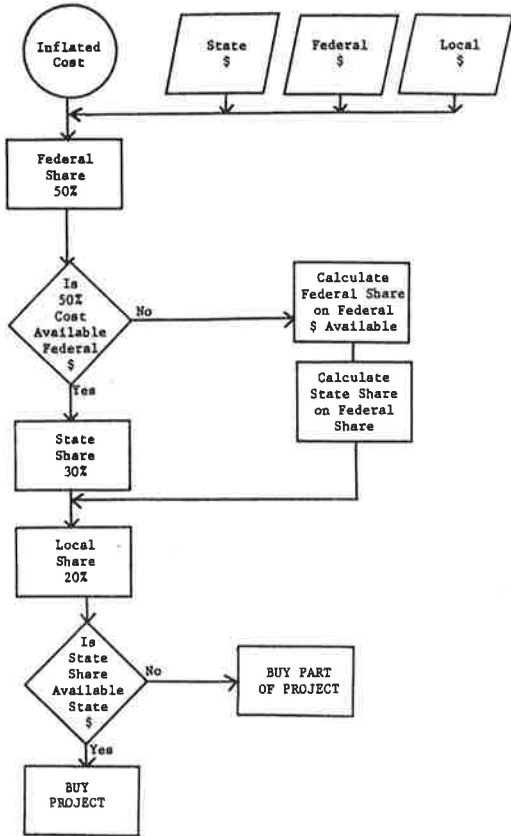 Inflated
Cost
State
$
Federal
$
Local
$
Federal
Share
50%
Is
50%
Cost
Available
Federal
$
No
Calculate
Federal Share
on Federal
$ Available
Calculate
State Share
on Federal
Share
Yes
State
Share
30%
Local
Share
20%
Is
State
Share
Available
State
$
No
BUY PART
OF PROJECT
Yes
BUY
PROJECT